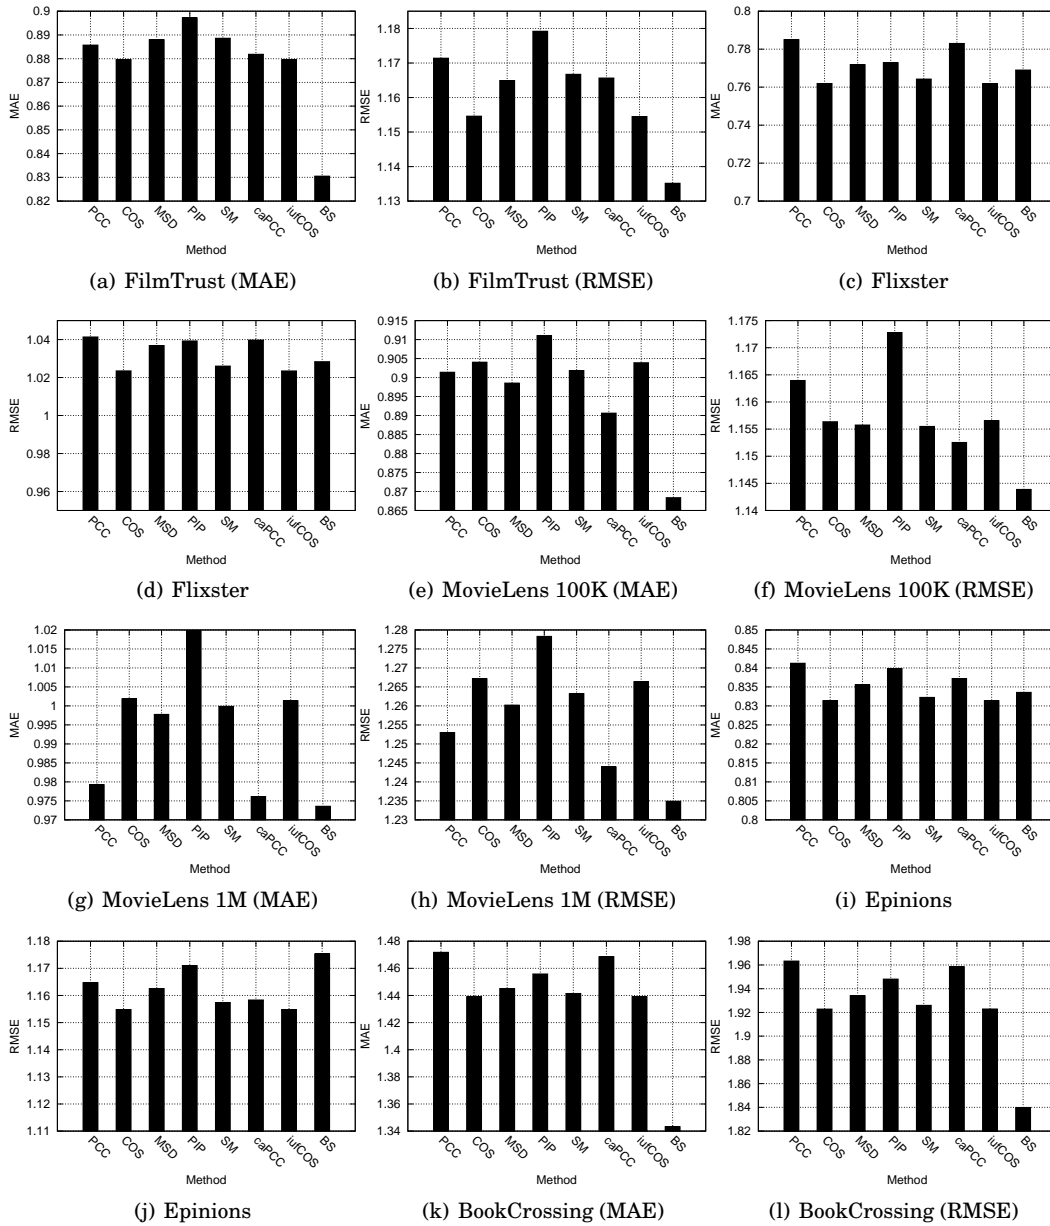 0.9
0.89
0.88
0.87
0.86
0.85
0.84
0.83
0.82
MAE
PCC COS MSD PIP SM caPCC iufCOS BS
Method
(a) FilmTrust (MAE)
1.18
1.17
1.16
1.15
1.14
1.13
RMSE
PCC COS MSD PIP SM caPCC iufCOS BS
Method
(b) FilmTrust (RMSE)
0.8
0.78
0.76
0.74
0.72
0.7
MAE
PCC COS MSD PIP SM caPCC iufCOS BS
Method
(c) Flixster
1.04
1.02
1
0.98
0.96
RMSE
PCC COS MSD PIP SM caPCC iufCOS BS
Method
(d) Flixster
0.915
0.91
0.905
0.9
0.895
0.89
0.885
0.88
0.875
0.87
0.865
MAE
PCC COS MSD PIP SM caPCC iufCOS BS
Method
(e) MovieLens 100K (MAE)
1.175
1.17
1.165
1.16
1.155
1.15
1.145
1.14
RMSE
PCC COS MSD PIP SM caPCC iufCOS BS
Method
(f) MovieLens 100K (RMSE)
1.02
1.015
1.01
1.005
1
0.995
0.99
0.985
0.98
0.975
0.97
MAE
PCC COS MSD PIP SM caPCC iufCOS BS
Method
(g) MovieLens 1M (MAE)
1.28
1.275
1.27
1.265
1.26
1.255
1.25
1.245
1.24
1.235
1.23
RMSE
PCC COS MSD PIP SM caPCC iufCOS BS
Method
(h) MovieLens 1M (RMSE)
0.85
0.845
0.84
0.835
0.83
0.825
0.82
0.815
0.81
0.805
0.8
MAE
PCC COS MSD PIP SM caPCC iufCOS BS
Method
(i) Epinions
1.18
1.17
1.16
1.15
1.14
1.13
1.12
1.11
RMSE
PCC COS MSD PIP SM caPCC iufCOS BS
Method
(j) Epinions
1.48
1.46
1.44
1.42
1.4
1.38
1.36
1.34
MAE
PCC COS MSD PIP SM caPCC iufCOS BS
Method
(k) BookCrossing (MAE)
1.98
1.96
1.94
1.92
1.9
1.88
1.86
1.84
1.82
RMSE
PCC COS MSD PIP SM caPCC iufCOS BS
Method
(l) BookCrossing (RMSE)